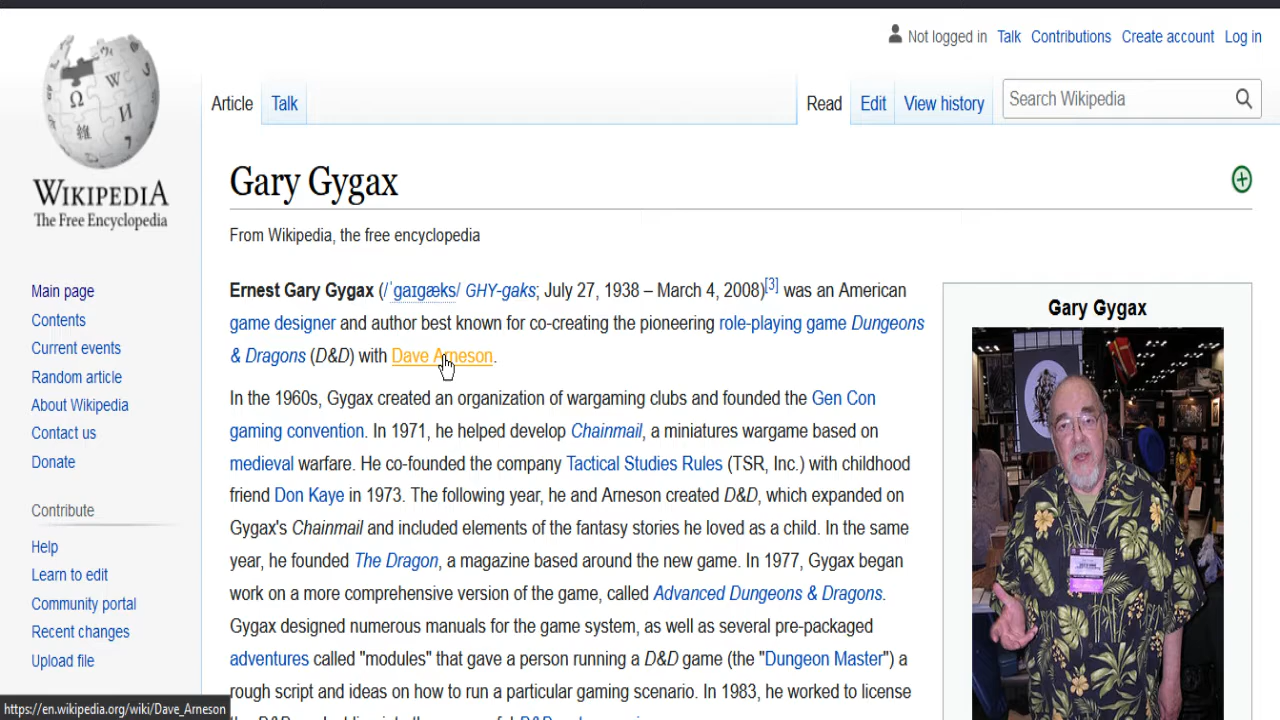 Not logged in Talk Contributions Create account Log in
Article Talk Read Edit View history Search Wikipedia
WIKIPEDIA
The Free Encyclopedia
Main page
Contents
Current events
Random article
About Wikipedia
Contact us
Donate
Contribute
Help
Learn to edit
Community portal
Recent changes
Upload file
Gary Gygax
From Wikipedia, the free encyclopedia
Ernest Gary Gygax (/ˈɡaɪɡæks/ GHY-gaks; July 27, 1938 – March 4, 2008)[3] was an American
game designer and author best known for co-creating the pioneering role-playing game Dungeons
& Dragons (D&D) with Dave Arneson.
In the 1960s, Gygax created an organization of wargaming clubs and founded the Gen Con
gaming convention. In 1971, he helped develop Chainmail, a miniatures wargame based on
medieval warfare. He co-founded the company Tactical Studies Rules (TSR, Inc.) with childhood
friend Don Kaye in 1973. The following year, he and Arneson created D&D, which expanded on
Gygax's Chainmail and included elements of the fantasy stories he loved as a child. In the same
year, he founded The Dragon, a magazine based around the new game. In 1977, Gygax began
work on a more comprehensive version of the game, called Advanced Dungeons & Dragons.
Gygax designed numerous manuals for the game system, as well as several pre-packaged
adventures called "modules" that gave a person running a D&D game (the "Dungeon Master") a
rough script and ideas on how to run a particular gaming scenario. In 1983, he worked to license
Gary Gygax
https://en.wikipedia.org/wiki/Dave_Arneson